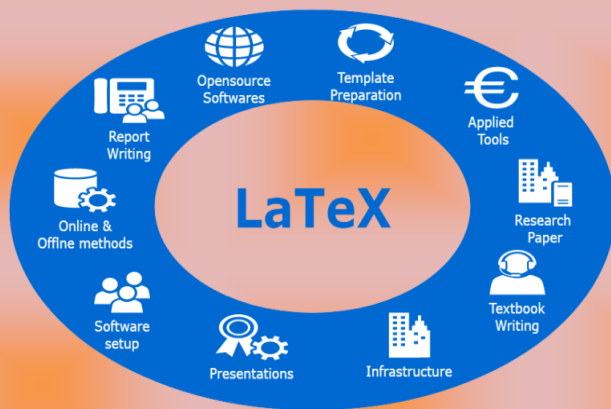 Opensource
Softwares
Template
Preparation
Applied
Tools
Research
Paper
Textbook
Writing
Infrastructure
Presentations
Software
setup
Online &
Offlne methods
Report
Writing
LaTeX